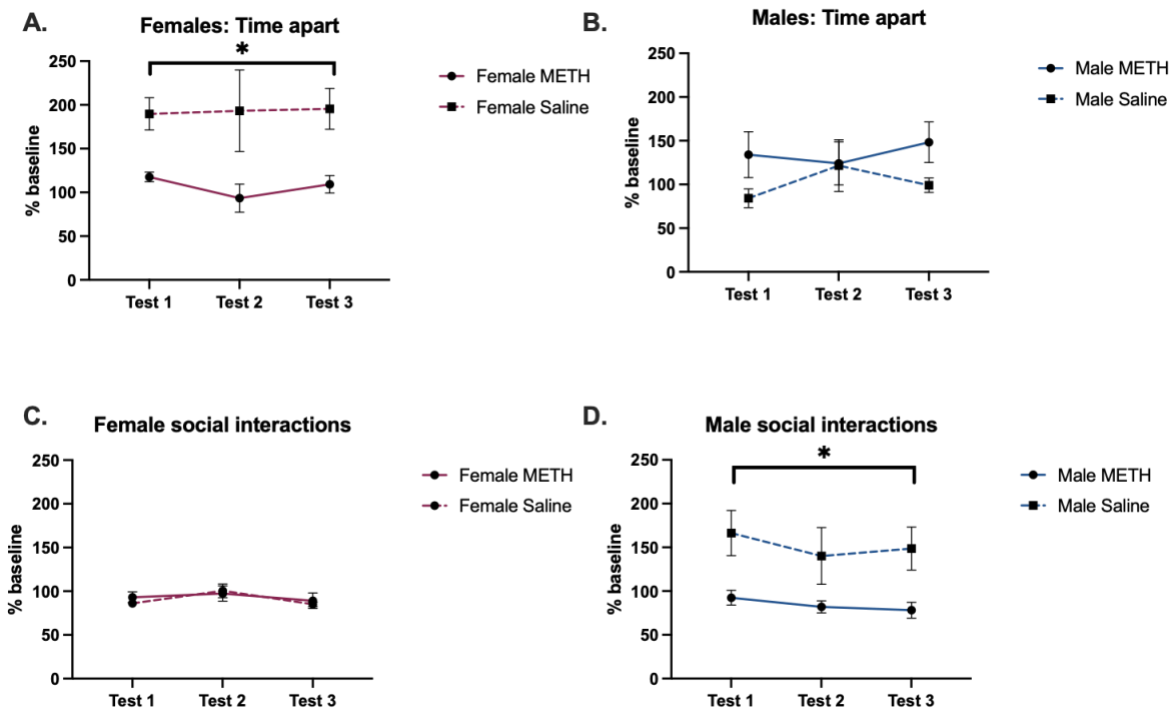 A.
Females: Time apart
*
% baseline
250
200
150
100
50
0
Test 1 Test 2 Test 3
Female METH
Female Saline
B.
Males: Time apart
% baseline
250
200
150
100
50
0
Test 1 Test 2 Test 3
Male METH
Male Saline
C.
Female social interactions
% baseline
250
200
150
100
50
0
Test 1 Test 2 Test 3
Female METH
Female Saline
D.
Male social interactions
*
% baseline
250
200
150
100
50
0
Test 1 Test 2 Test 3
Male METH
Male Saline